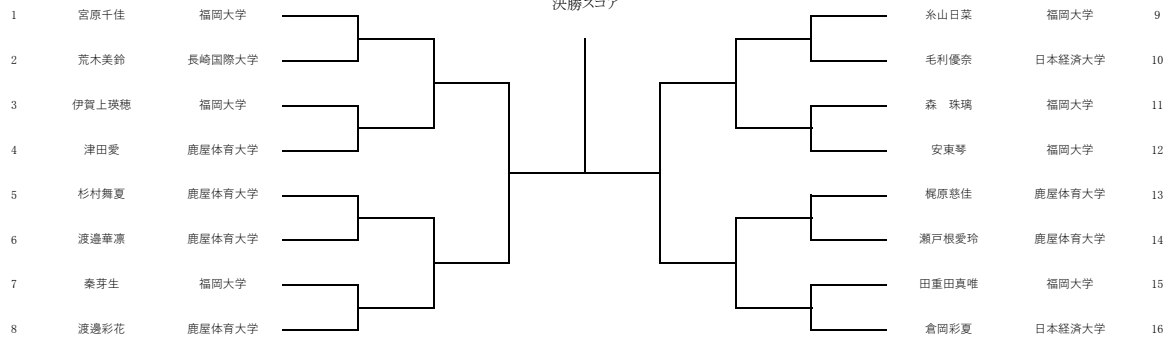 決勝スコア
1 宮原千佳 福岡大学 糸山日菜 福岡大学 9
2 荒木美鈴 長崎国際大学 毛利優奈 日本経済大学 10
3 伊賀上瑛穂 福岡大学 森　珠璃 福岡大学 11
4 津田愛 鹿屋体育大学 安東琴 福岡大学 12
5 杉村舞夏 鹿屋体育大学 梶原慈佳 鹿屋体育大学 13
6 渡邉華凛 鹿屋体育大学 瀬戸根愛玲 鹿屋体育大学 14
7 秦芽生 福岡大学 田重田真唯 福岡大学 15
8 渡邊彩花 鹿屋体育大学 倉岡彩夏 日本経済大学 16